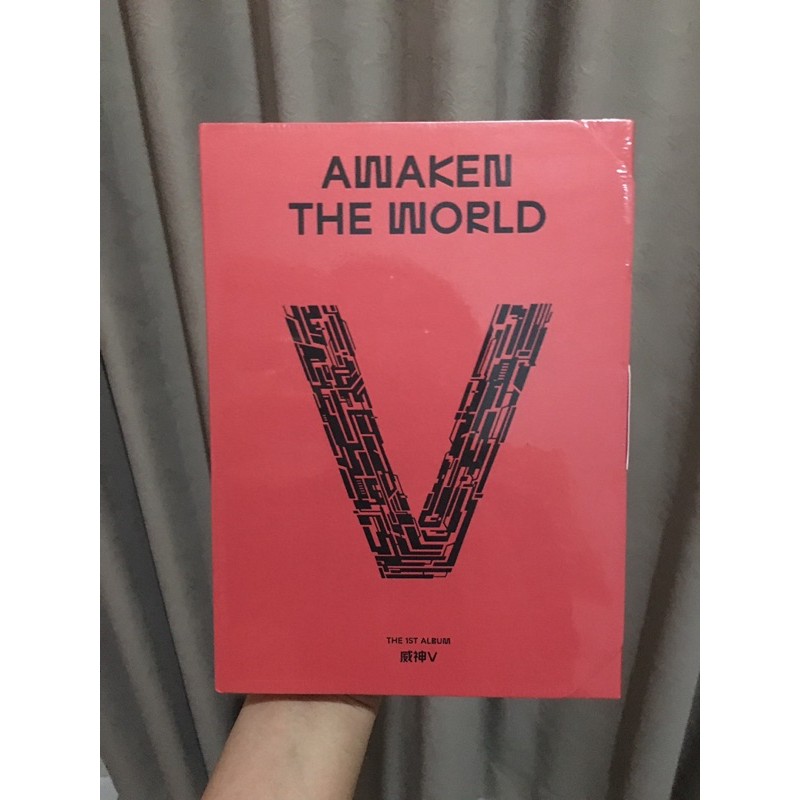 AWAKEN
THE WORLD
V
THE 1ST ALBUM
威神V